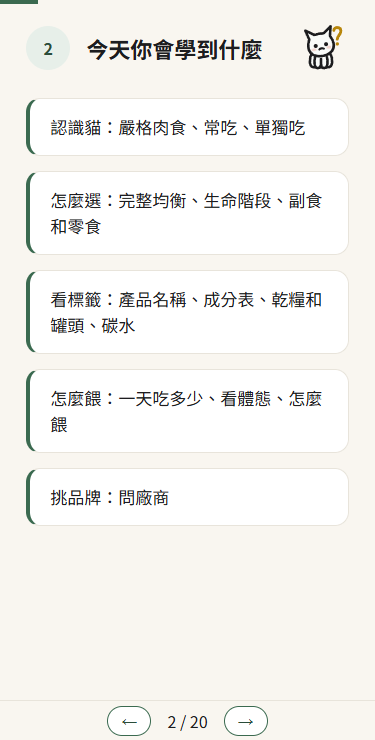 2
今天你會學到什麼
?
認識貓：嚴格肉食、常吃、單獨吃
怎麼選：完整均衡、生命階段、副食
和零食
看標籤：產品名稱、成分表、乾糧和
罐頭、碳水
怎麼餵：一天吃多少、看體態、怎麼
餵
挑品牌：問廠商
← 2 / 20 →